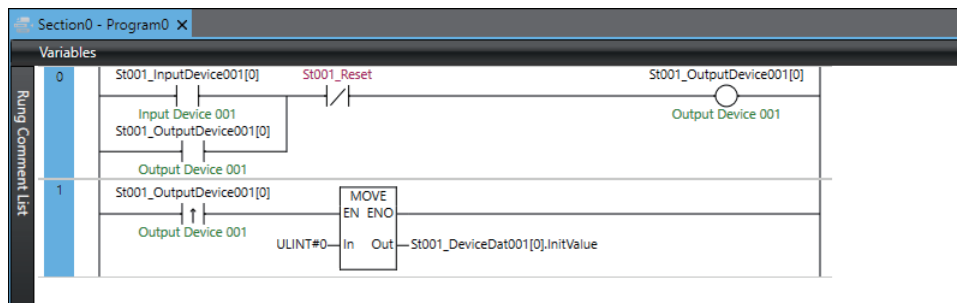 Section0 - Program0 ×
Variables
Rung Comment List
0
St001_InputDevice001[0] St001_Reset St001_OutputDevice001[0]
Input Device 001 Output Device 001
St001_OutputDevice001[0]
Output Device 001
1
St001_OutputDevice001[0] MOVE
EN ENO
Output Device 001
ULINT#0 In Out St001_DeviceDat001[0].InitValue